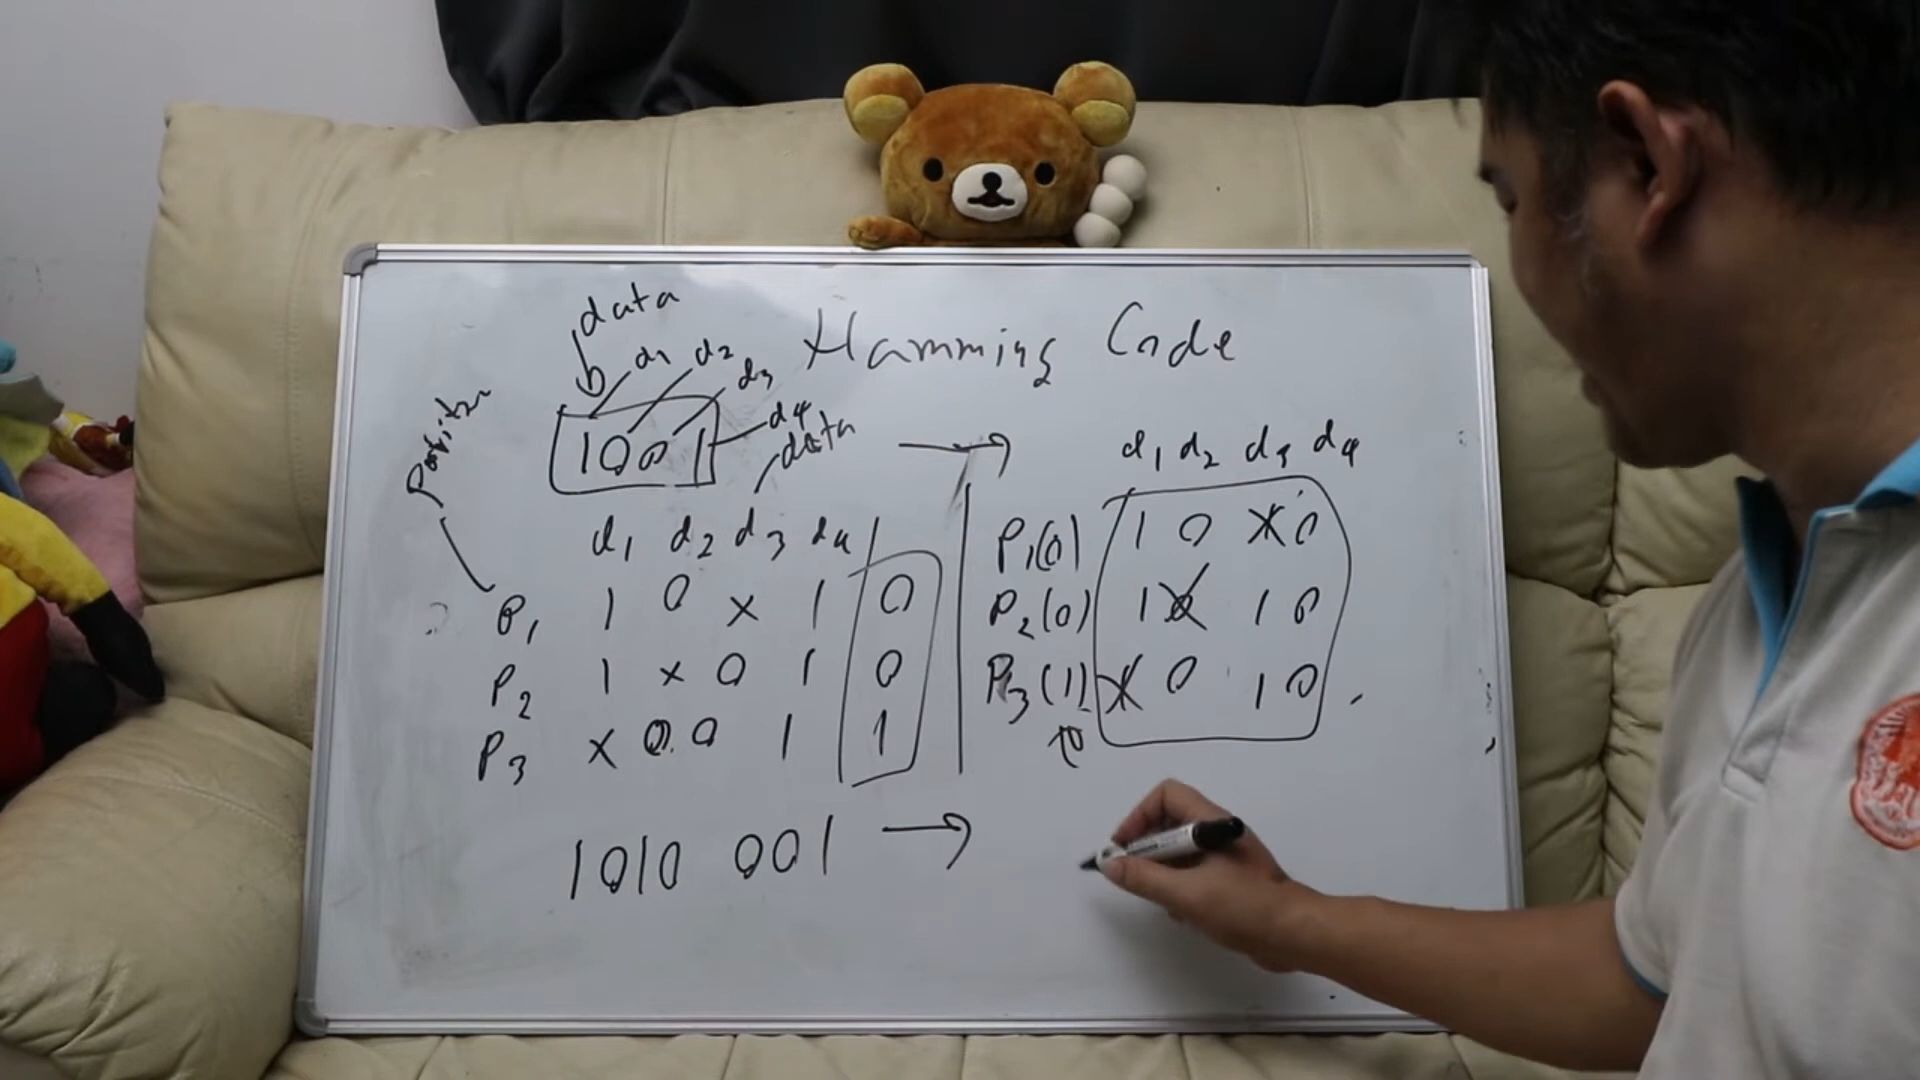 data
Hamming Code
d1 d2 d3
1001
d4
data
Parity
d1 d2 d3 d4
P1 1 0 x 1 0
P2 1 x 0 1 0
P3 x 0 0 1 1
d1 d2 d3 d4
P1(0) 1 0 x 0
P2(0) 1 1 0
P3(1) 0 1 0
1010 001